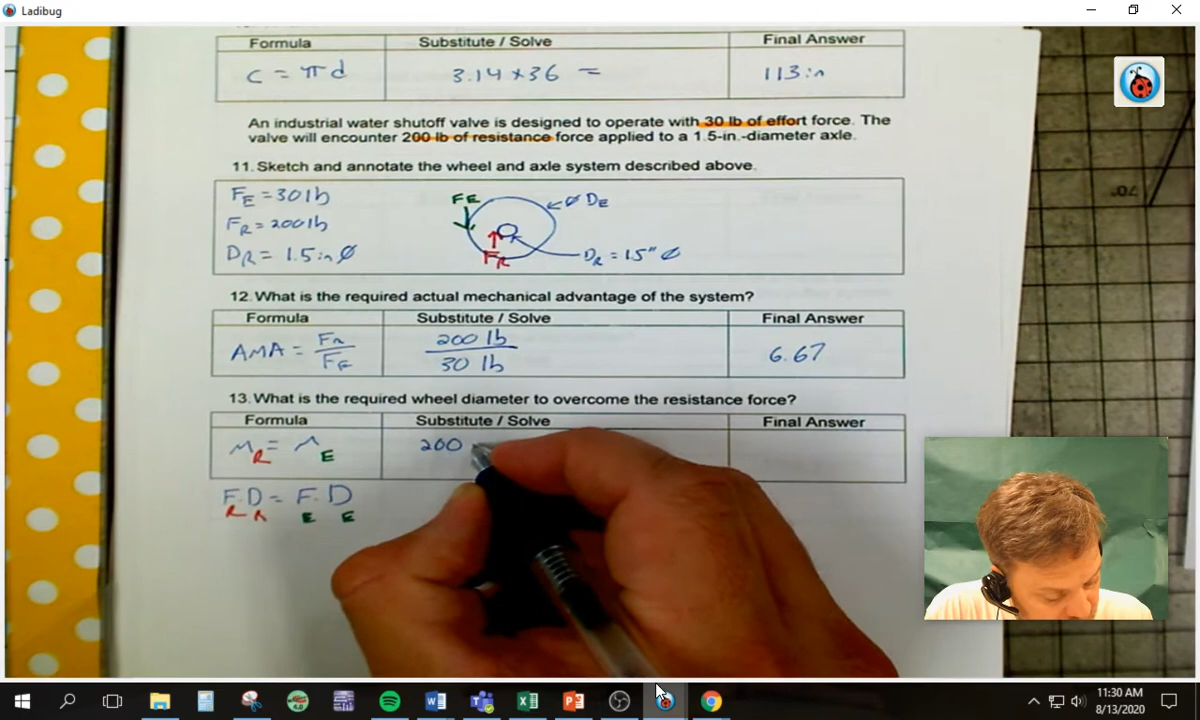 Ladibug
Formula Substitute / Solve Final Answer
C = πd 3.14 * 36 = 113 in
An industrial water shutoff valve is designed to operate with 30 lb of effort force. The
valve will encounter 200 lb of resistance force applied to a 1.5-in.-diameter axle.
11. Sketch and annotate the wheel and axle system described above.
FE = 30 lb
FR = 200 lb
DR = 1.5 in Ø
FE
Ø DE
FR
DR = 1.5" Ø
12. What is the required actual mechanical advantage of the system?
Formula Substitute / Solve Final Answer
AMA = FR / FE 200 lb / 30 lb 6.67
13. What is the required wheel diameter to overcome the resistance force?
Formula Substitute / Solve Final Answer
MR = ME 200
F·D = F·D
R R E E
11:30 AM
8/13/2020